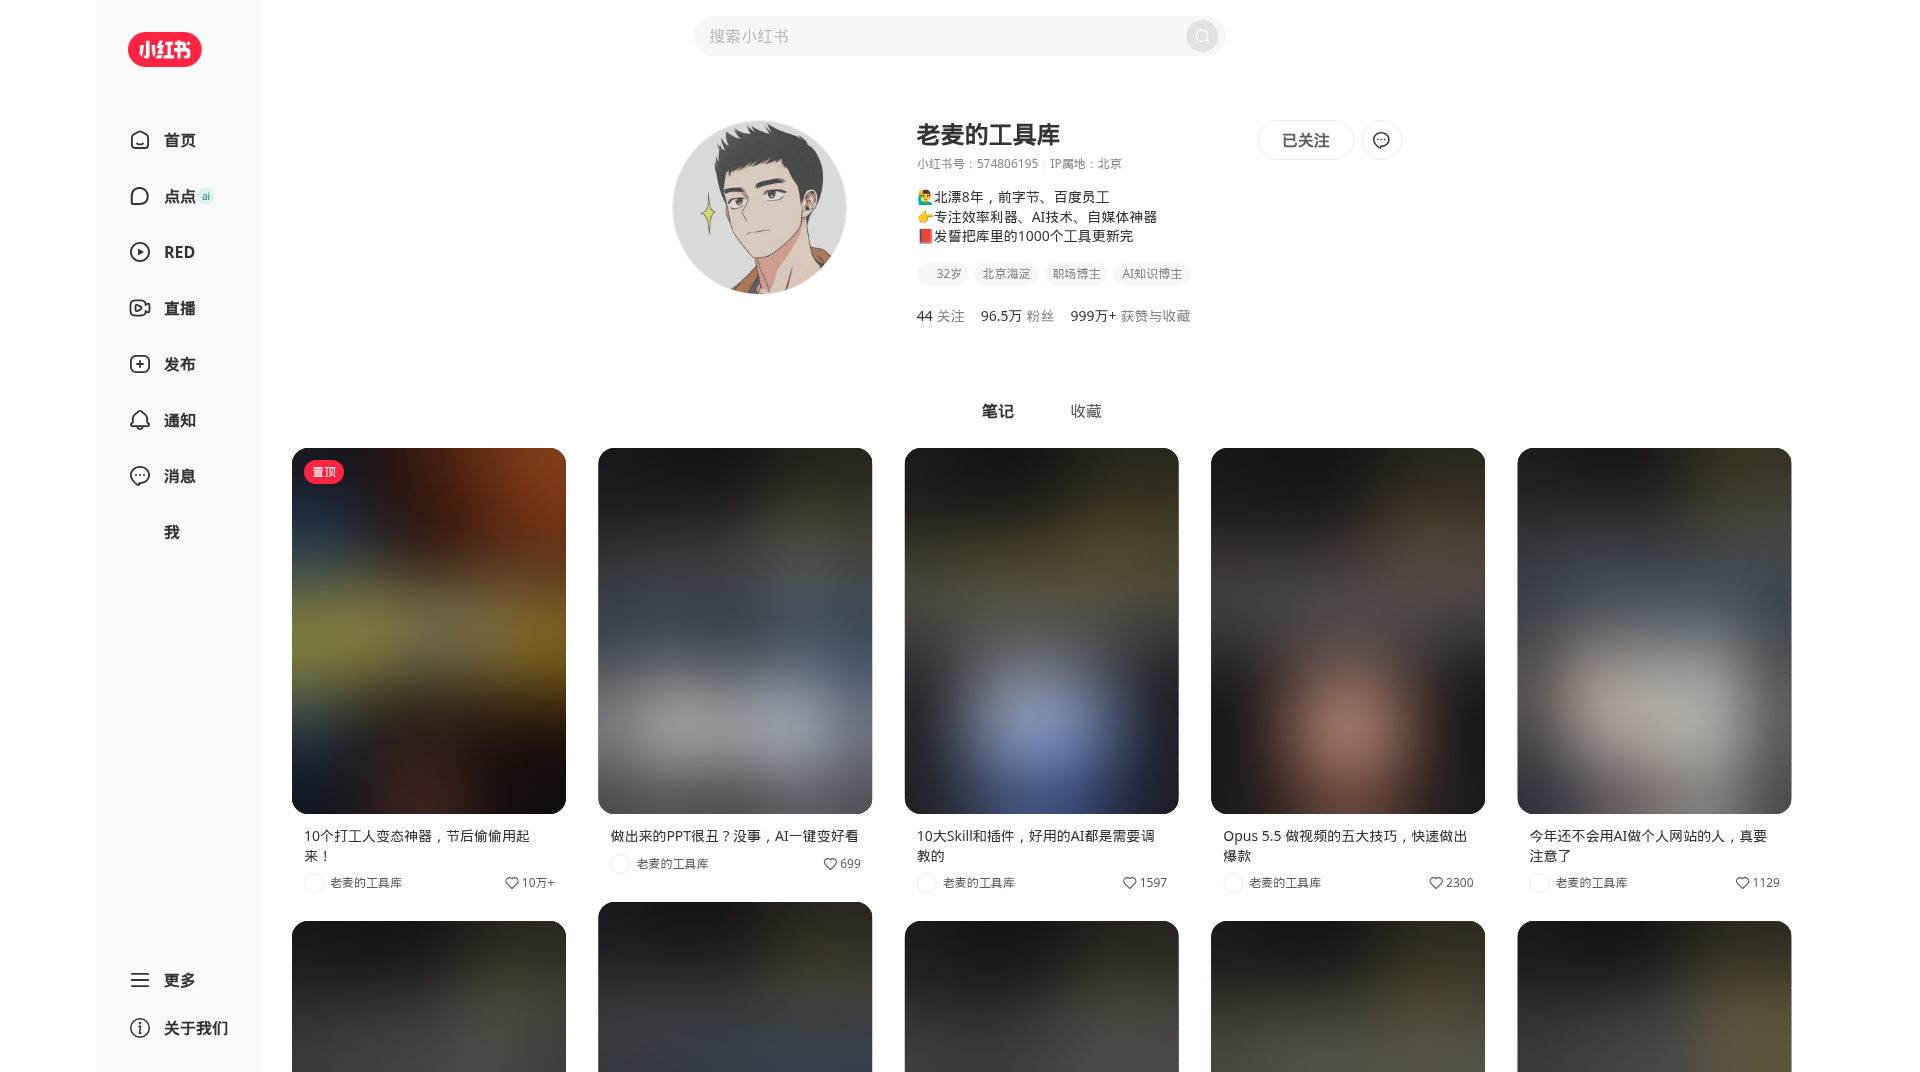 小红书
搜索小红书
首页
点点 ai
RED
直播
发布
通知
消息
我
更多
关于我们
老麦的工具库
小红书号：574806195 IP属地：北京
已关注
🙋‍♂️北漂8年，前字节、百度员工
👉专注效率利器、AI技术、自媒体神器
📕发誓把库里的1000个工具更新完
32岁 北京海淀 职场博主 AI知识博主
44 关注 96.5万 粉丝 999万+ 获赞与收藏
笔记 收藏
置顶
10个打工人变态神器，节后偷偷用起
来！
老麦的工具库 10万+
做出来的PPT很丑？没事，AI一键变好看
老麦的工具库 699
10大Skill和插件，好用的AI都是需要调
教的
老麦的工具库 1597
Opus 5.5 做视频的五大技巧，快速做出
爆款
老麦的工具库 2300
今年还不会用AI做个人网站的人，真要
注意了
老麦的工具库 1129